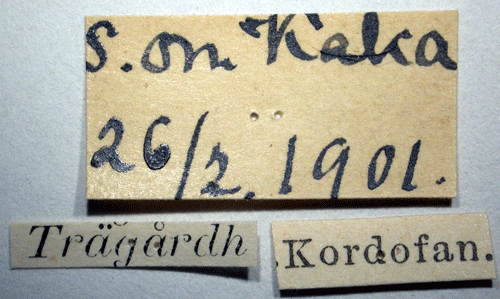 S. om Kaka
26/2. 1901.
Trägårdh
Kordofan.